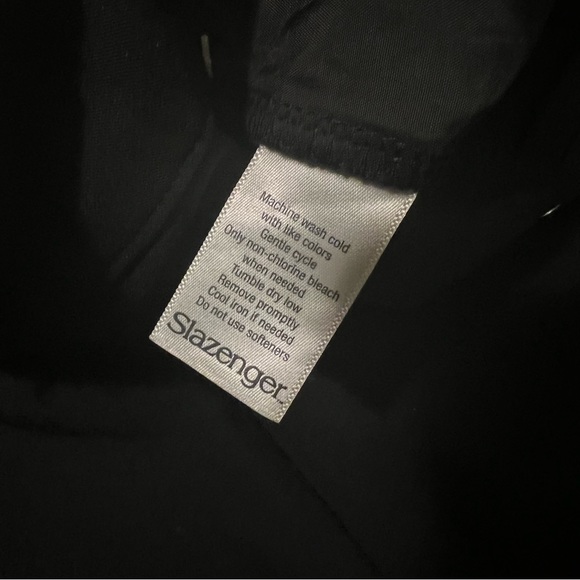 Machine wash cold
with like colors
Gentle cycle
Only non-chlorine bleach
when needed
Tumble dry low
Remove promptly
Cool iron if needed
Do not use softeners
Slazenger